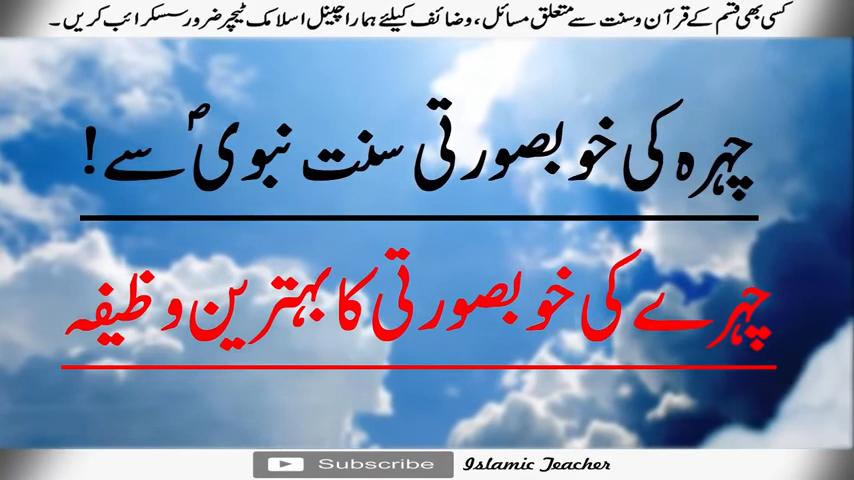 کسی بھی قسم کے قرآن و سنت سے متعلق مسائل، وضائف کیلئے ہمارا چینل اسلامک ٹیچر ضرور سسکرائب کریں۔
چہرہ کی خوبصورتی سنت نبویؐ سے!
چہرے کی خوبصورتی کا بہترین وظیفہ
Subscribe Islamic Teacher